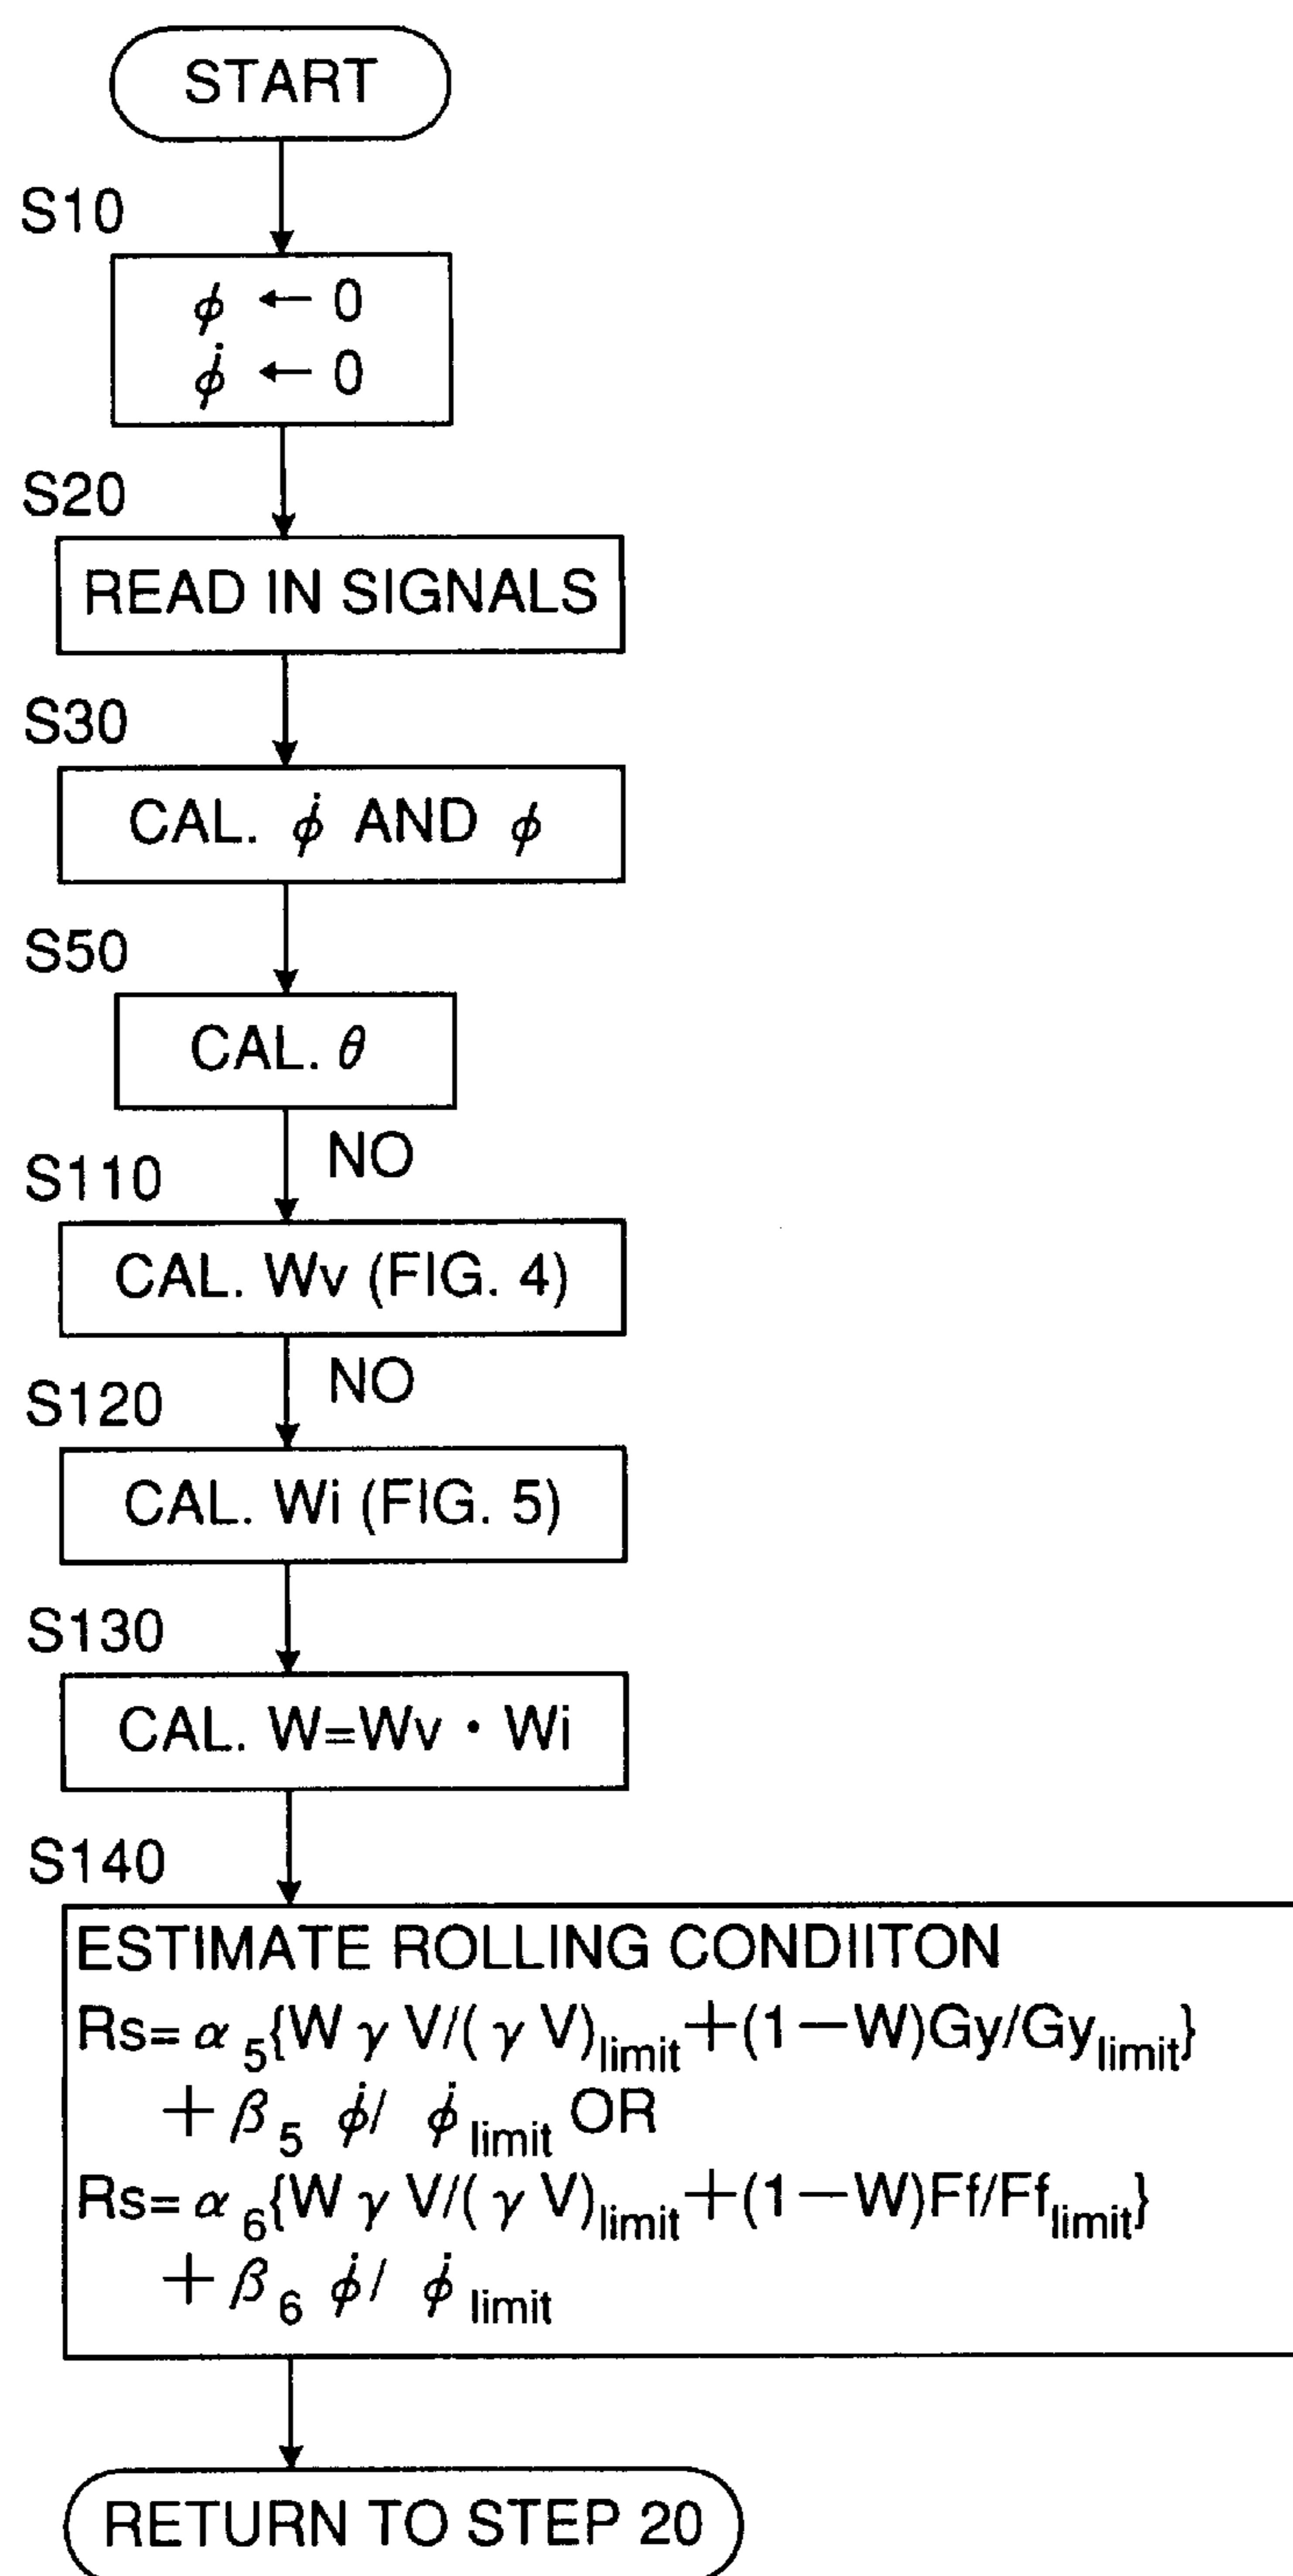 START
S10
ϕ ← 0
ϕ̇ ← 0
S20
READ IN SIGNALS
S30
CAL. ϕ̇ AND ϕ
S50
CAL. θ
NO
S110
CAL. Wv (FIG. 4)
NO
S120
CAL. Wi (FIG. 5)
S130
CAL. W=Wv · Wi
S140
ESTIMATE ROLLING CONDIITON
Rs= α₅{W γ V/( γ V)limit+(1−W)Gy/Gylimit}
+ β₅ ϕ̇/ ϕ̇limit OR
Rs= α₆{W γ V/( γ V)limit+(1−W)Ff/Fflimit}
+ β₆ ϕ̇/ ϕ̇limit
RETURN TO STEP 20